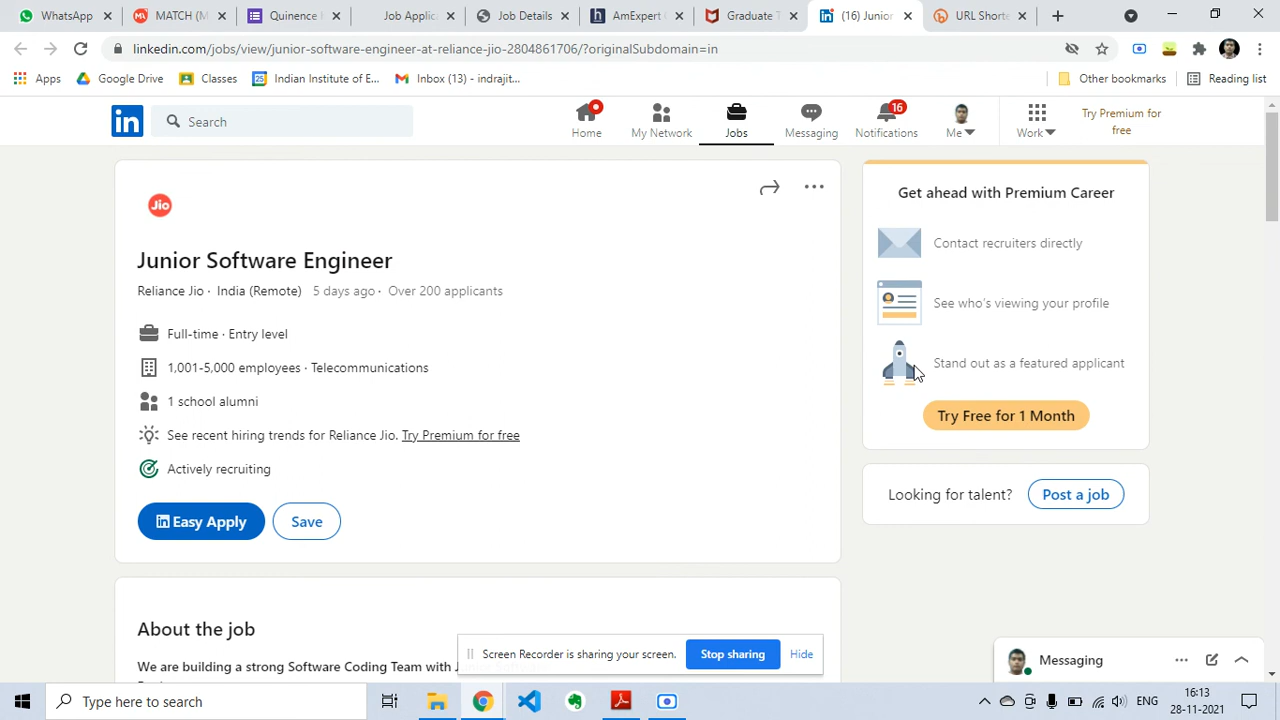 WhatsApp
MATCH (M
Quinence
Job Applic
Job Details
AmExpert
Graduate T
(16) Junior
URL Shorte
linkedin.com/jobs/view/junior-software-engineer-at-reliance-jio-2804861706/?originalSubdomain=in
Apps
Google Drive
Classes
Indian Institute of E...
Inbox (13) - indrajit...
Other bookmarks
Reading list
in
Search
Home
My Network
Jobs
Messaging
16
Notifications
Me
Work
Try Premium for
free
Jio
Junior Software Engineer
Reliance Jio · India (Remote) 5 days ago · Over 200 applicants
Full-time · Entry level
1,001-5,000 employees · Telecommunications
1 school alumni
See recent hiring trends for Reliance Jio. Try Premium for free
Actively recruiting
in Easy Apply
Save
Get ahead with Premium Career
Contact recruiters directly
See who's viewing your profile
Stand out as a featured applicant
Try Free for 1 Month
Looking for talent?
Post a job
About the job
We are building a strong Software Coding Team with
Screen Recorder is sharing your screen.
Stop sharing
Hide
Messaging
Type here to search
ENG
16:13
28-11-2021